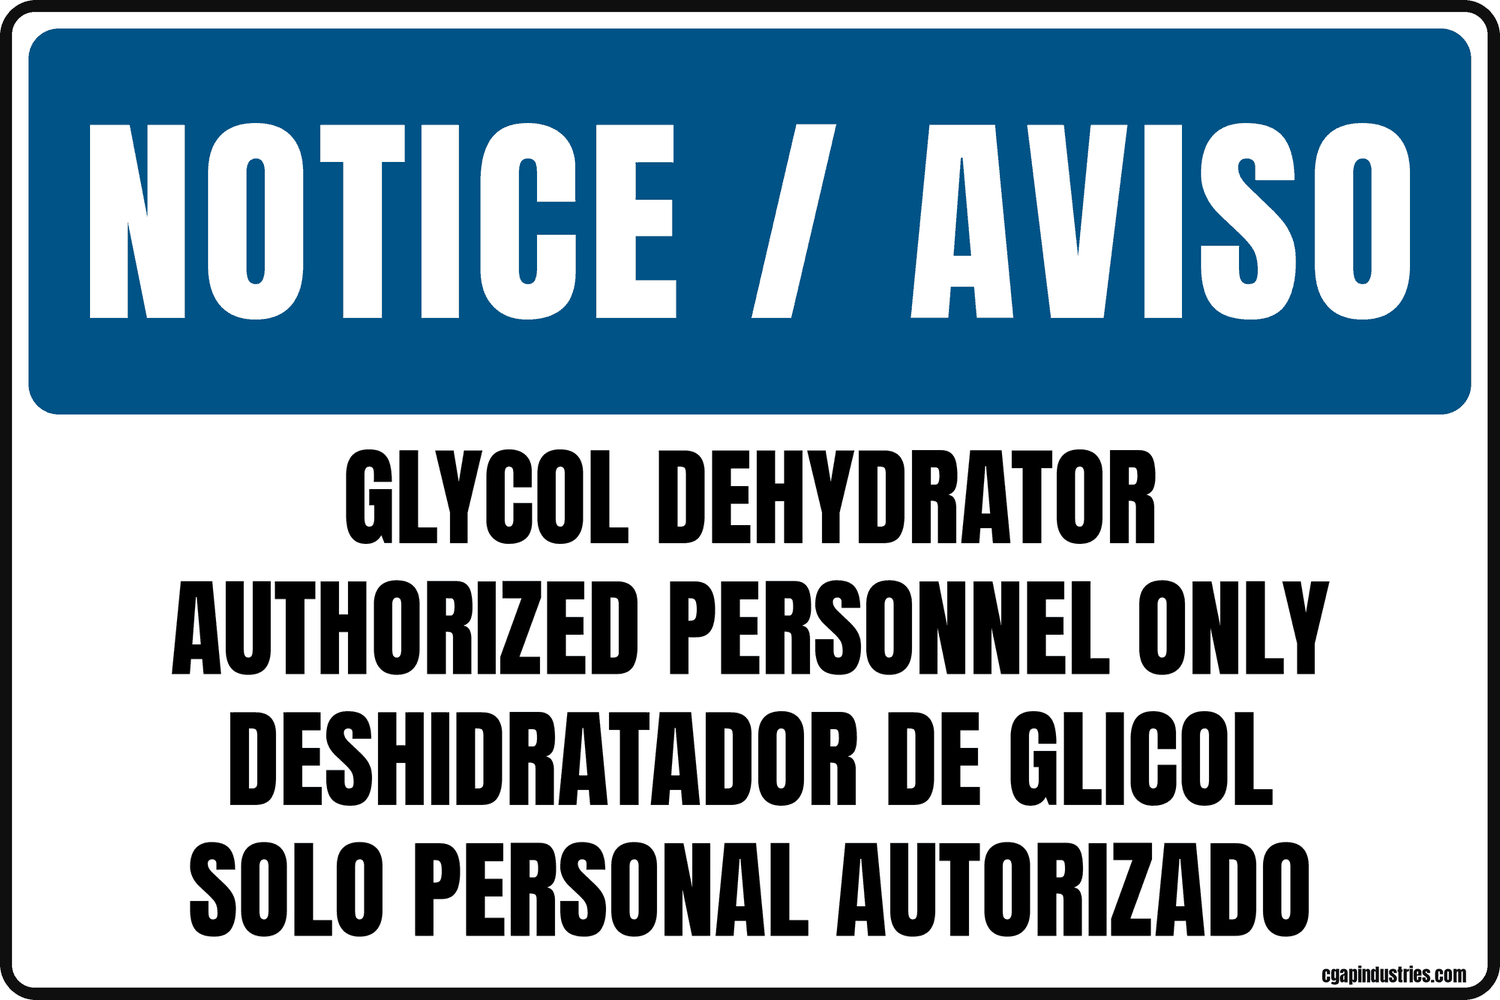 NOTICE / AVISO
GLYCOL DEHYDRATOR
AUTHORIZED PERSONNEL ONLY
DESHIDRATADOR DE GLICOL
SOLO PERSONAL AUTORIZADO
cgapindustries.com